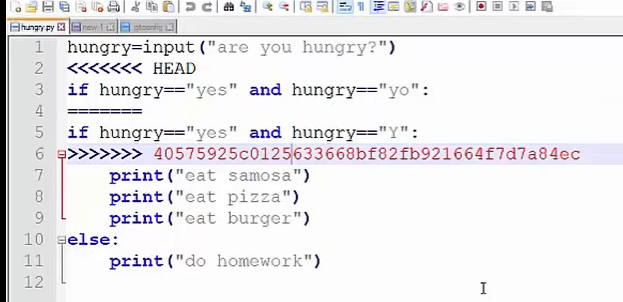 hungry.py new 1 .gitconfig
1 hungry=input("are you hungry?")
2 <<<<<<< HEAD
3 if hungry=="yes" and hungry=="yo":
4 =======
5 if hungry=="yes" and hungry=="Y":
6 >>>>>>> 40575925c0125633668bf82fb921664f7d7a84ec
7 print("eat samosa")
8 print("eat pizza")
9 print("eat burger")
10 else:
11 print("do homework")
12